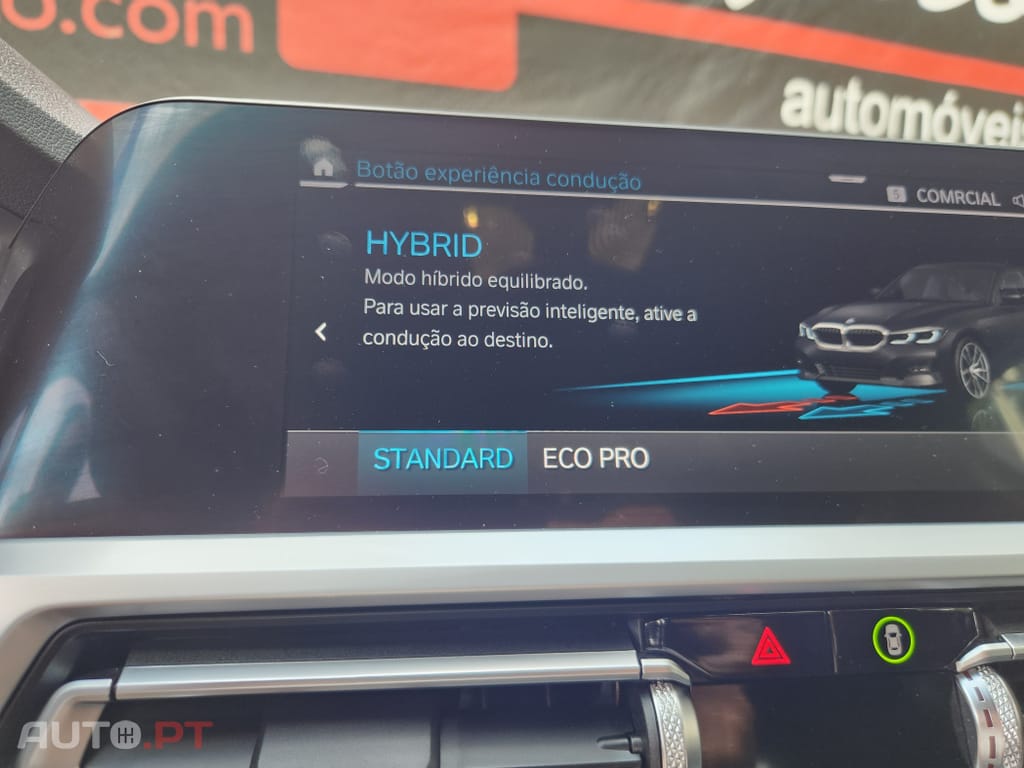 o.com
automóveis
Botão experiência condução
5 COMRCIAL
HYBRID
Modo híbrido equilibrado.
Para usar a previsão inteligente, ative a
condução ao destino.
STANDARD ECO PRO
AUTO.PT